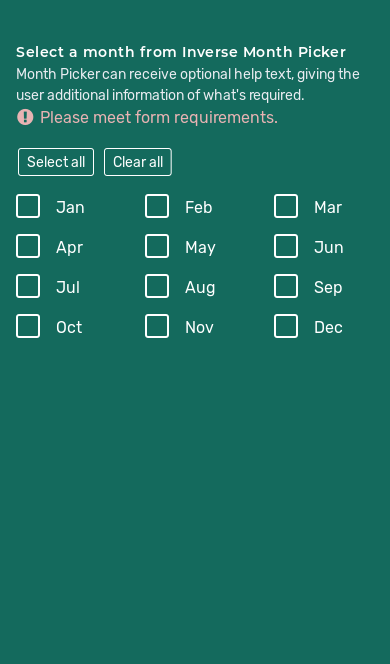 Select a month from Inverse Month Picker
Month Picker can receive optional help text, giving the
user additional information of what's required.
Please meet form requirements.
Select all Clear all
Jan Feb Mar
Apr May Jun
Jul Aug Sep
Oct Nov Dec